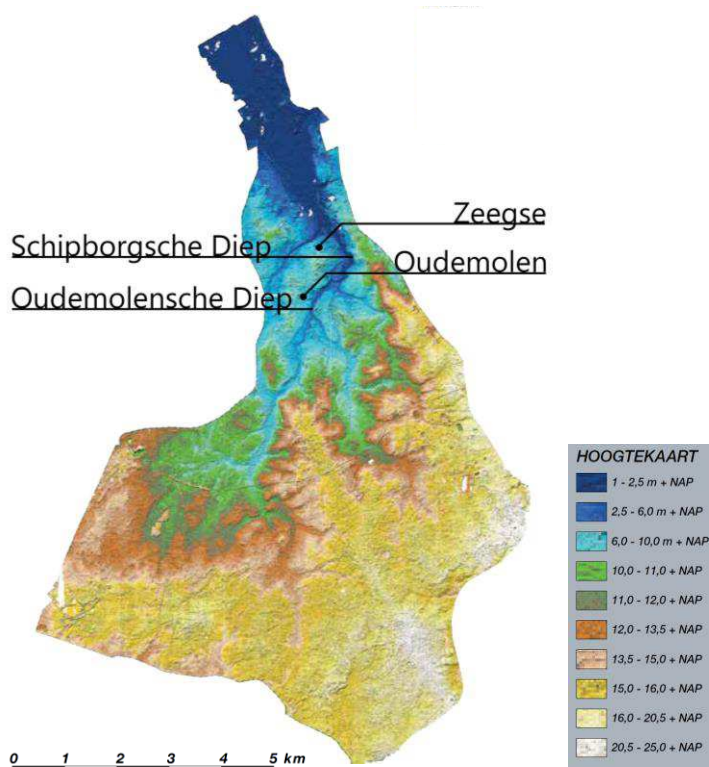 Zeegse
Schipborgsche Diep
Oudemolen
Oudemolensche Diep
HOOGTEKAART
1 - 2,5 m + NAP
2,5 - 6,0 m + NAP
6,0 - 10,0 m + NAP
10,0 - 11,0 + NAP
11,0 - 12,0 + NAP
12,0 - 13,5 + NAP
13,5 - 15,0 + NAP
15,0 - 16,0 + NAP
16,0 - 20,5 + NAP
20,5 - 25,0 + NAP
0 1 2 3 4 5 km